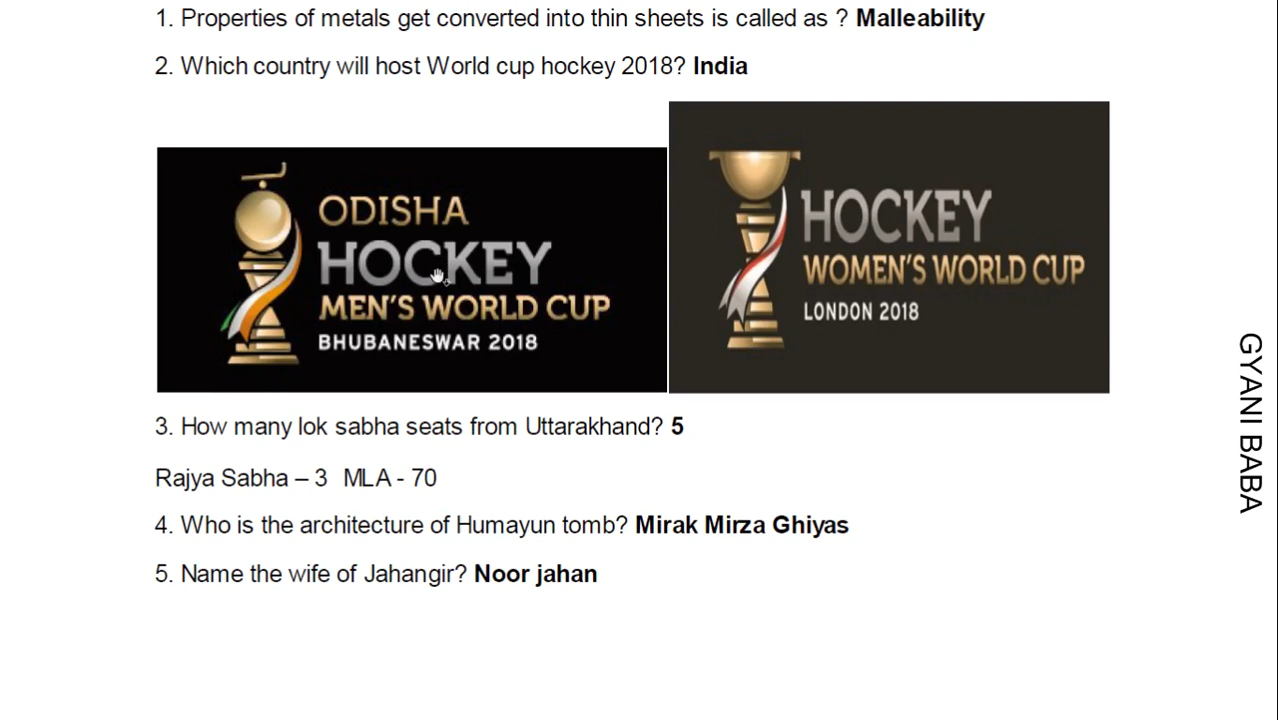 1. Properties of metals get converted into thin sheets is called as ? Malleability
2. Which country will host World cup hockey 2018? India
ODISHA
HOCKEY
MEN'S WORLD CUP
BHUBANESWAR 2018
HOCKEY
WOMEN'S WORLD CUP
LONDON 2018
3. How many lok sabha seats from Uttarakhand? 5
Rajya Sabha – 3 MLA - 70
4. Who is the architecture of Humayun tomb? Mirak Mirza Ghiyas
5. Name the wife of Jahangir? Noor jahan
GYANI BABA